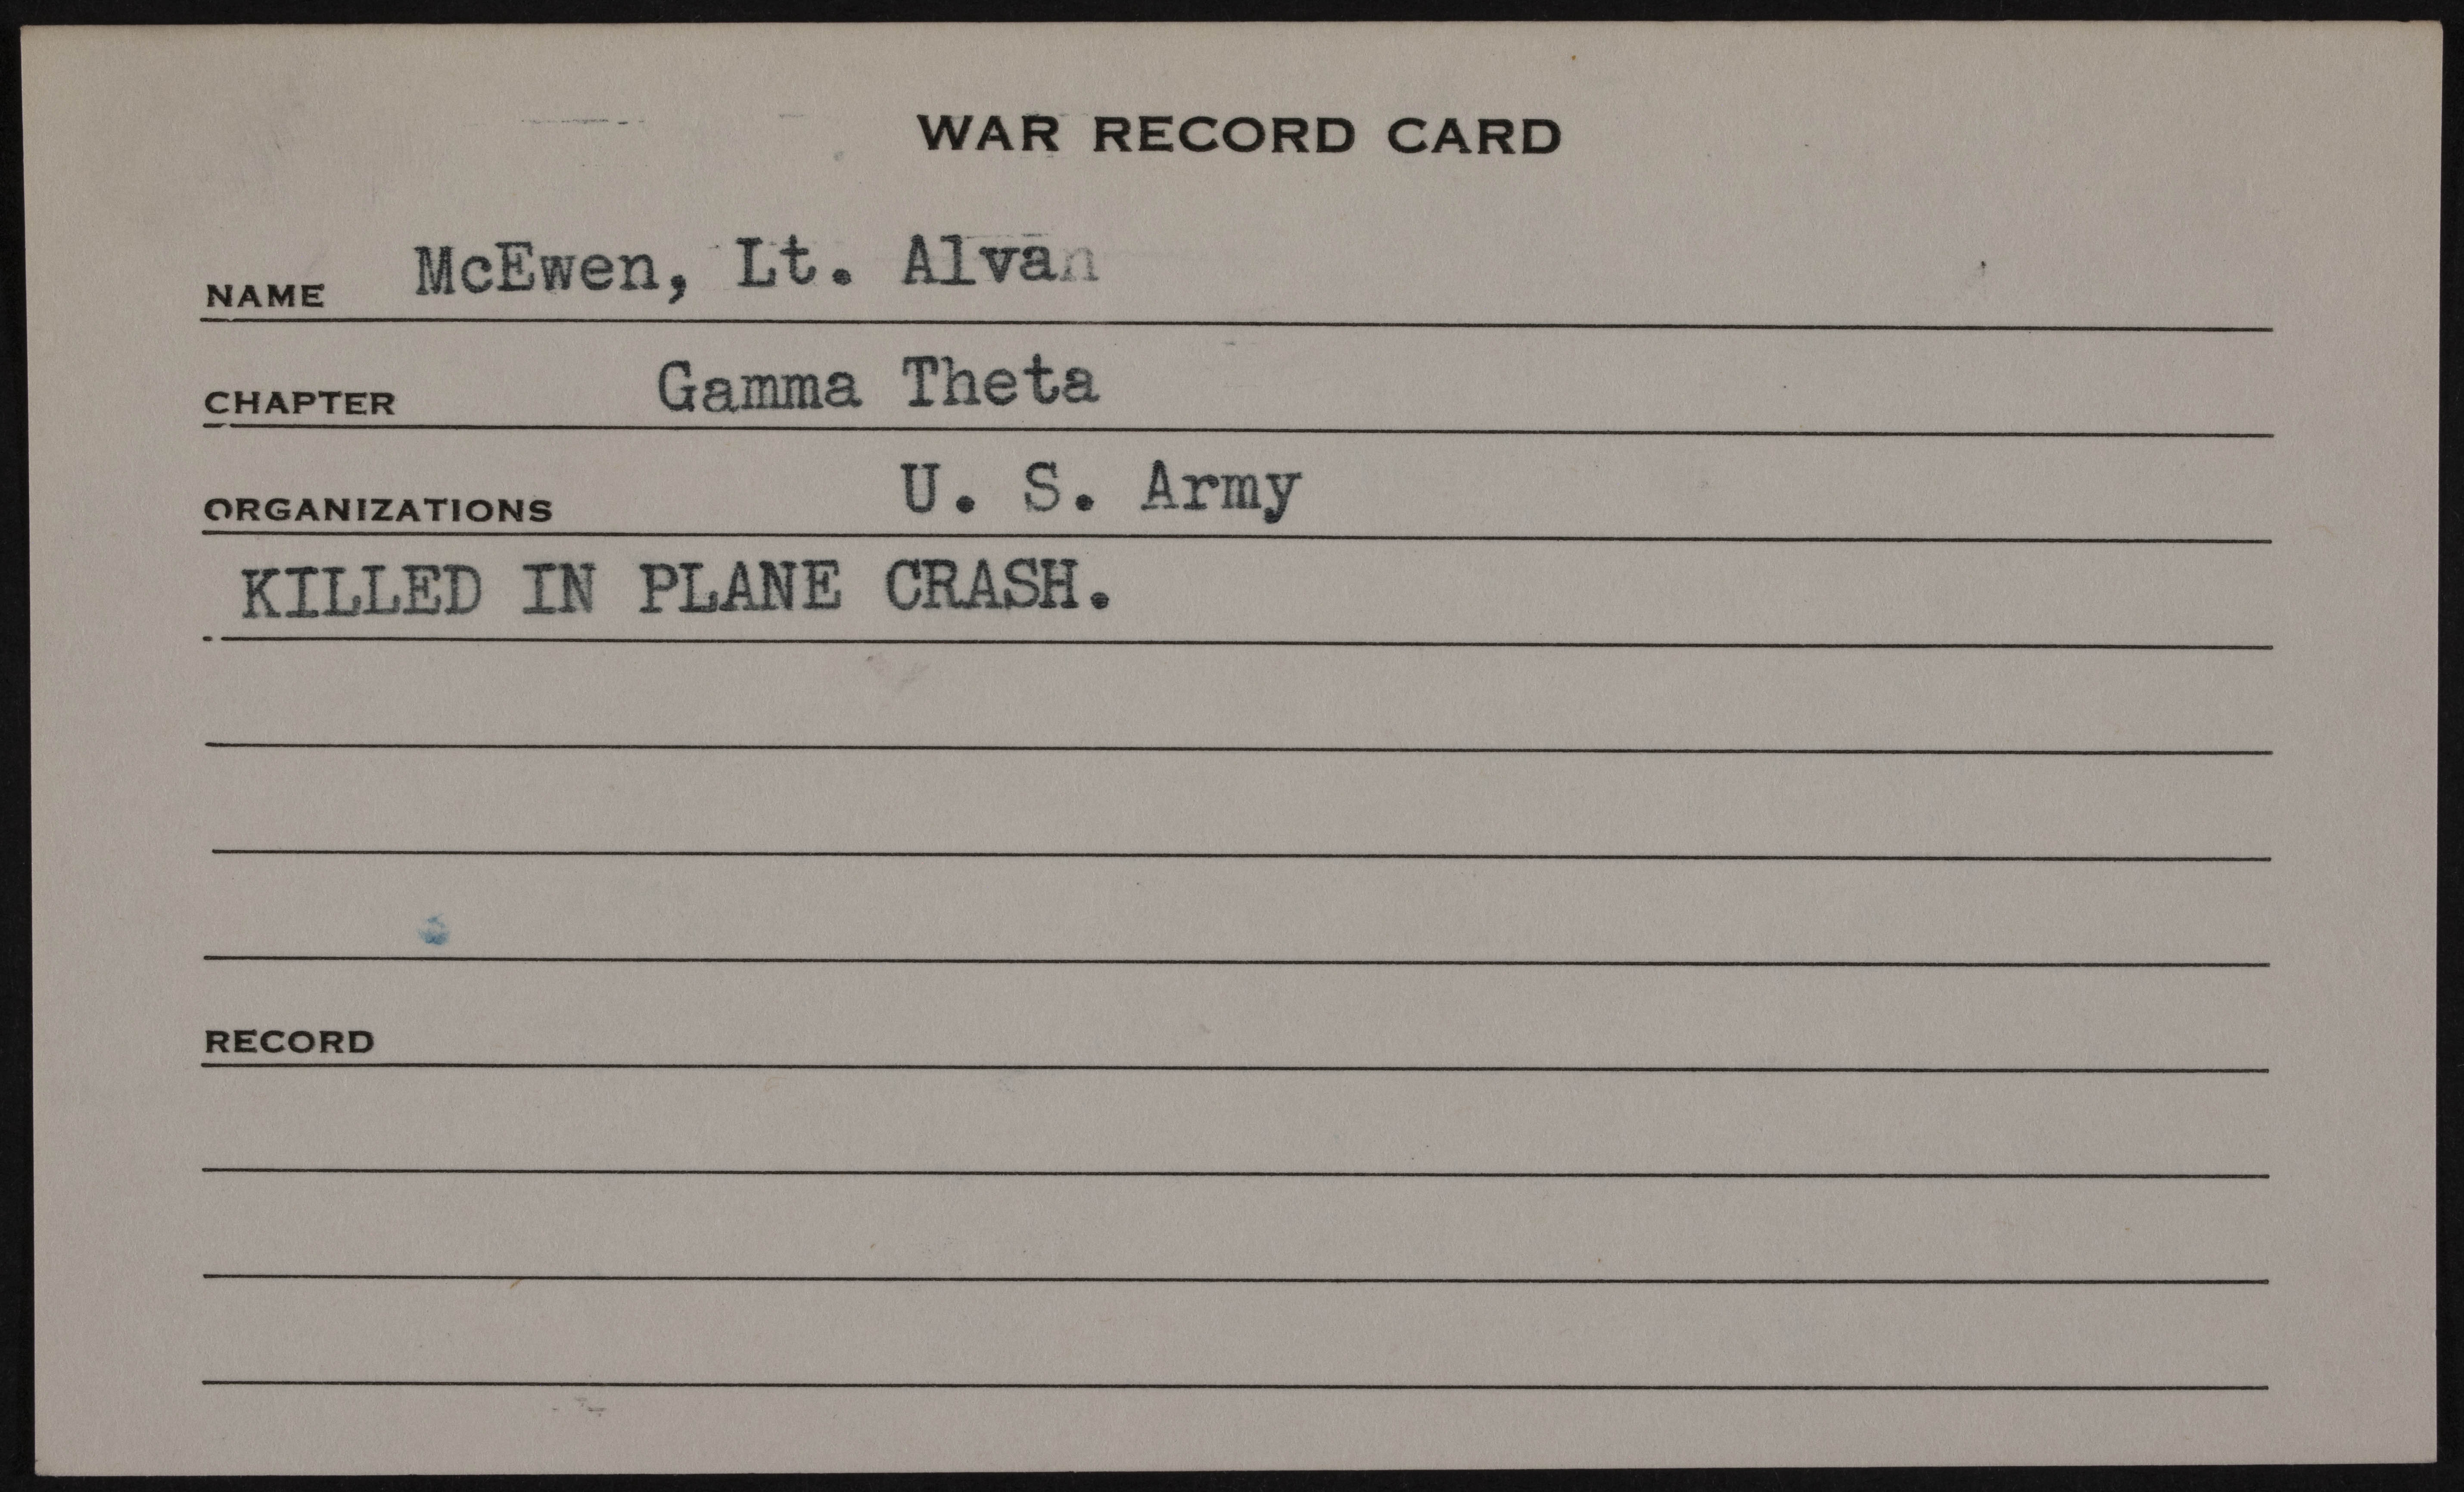 WAR RECORD CARD
NAME McEwen, Lt. Alvan
CHAPTER Gamma Theta
ORGANIZATIONS U. S. Army
KILLED IN PLANE CRASH.
RECORD